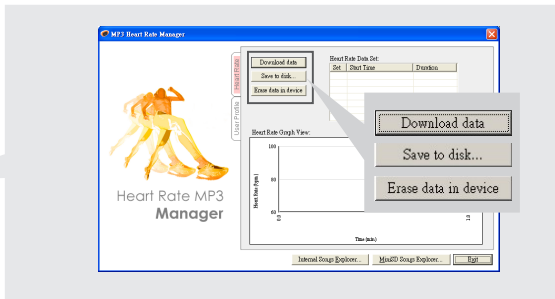 MP3 Heart Rate Manager
Heart Rate
User Profile
Download data
Save to disk...
Erase data in device
Heart Rate Data Set:
Set Start Time Duration
Download data
Save to disk...
Erase data in device
Heart Rate Graph View:
100
Heart Rate (bpm)
60
0.0
1.0
Time (min)
Heart Rate MP3
Manager
Internal Songs Explorer... MiniSD Songs Explorer... Exit